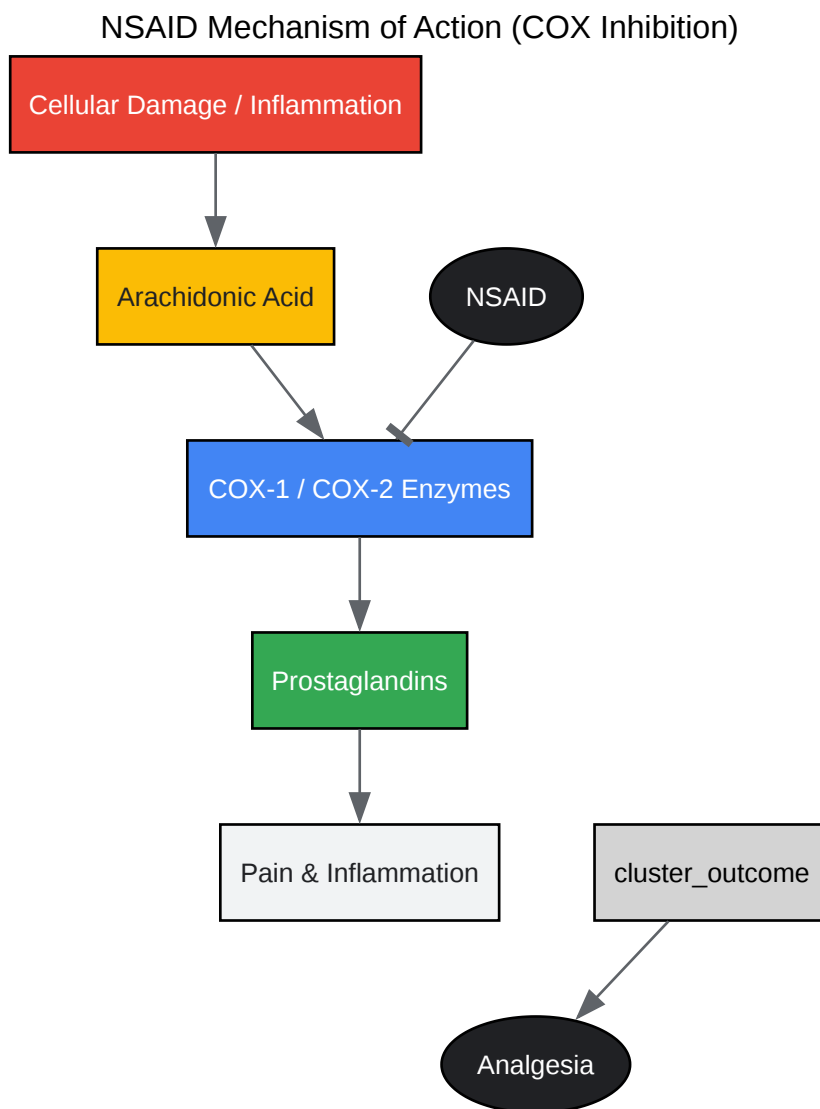 NSAID Mechanism of Action (COX Inhibition)
Cellular Damage / Inflammation
Arachidonic Acid
NSAID
COX-1 / COX-2 Enzymes
Prostaglandins
Pain & Inflammation
cluster_outcome
Analgesia